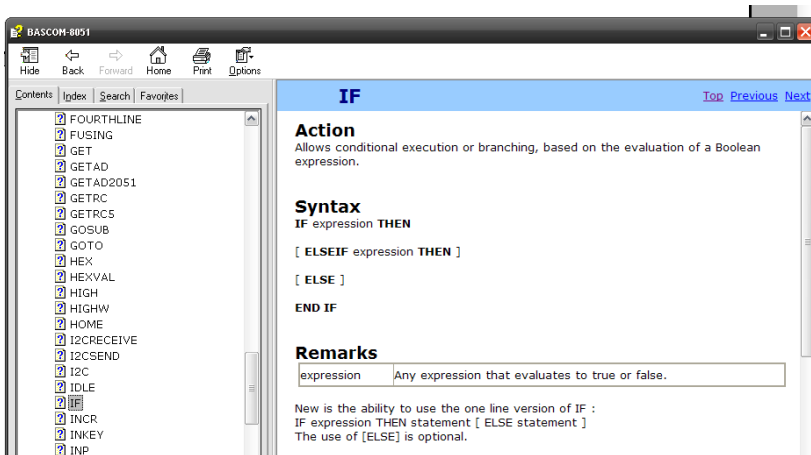 BASCOM-8051
Hide Back Forward Home Print Options
Contents Index Search Favorites
FOURTHLINE
FUSING
GET
GETAD
GETAD2051
GETRC
GETRC5
GOSUB
GOTO
HEX
HEXVAL
HIGH
HIGHW
HOME
I2CRECEIVE
I2CSEND
I2C
IDLE
IF
INCR
INKEY
INP
IF Top Previous Next
Action
Allows conditional execution or branching, based on the evaluation of a Boolean
expression.
Syntax
IF expression THEN
[ ELSEIF expression THEN ]
[ ELSE ]
END IF
Remarks
expression Any expression that evaluates to true or false.
New is the ability to use the one line version of IF :
IF expression THEN statement [ ELSE statement ]
The use of [ELSE] is optional.